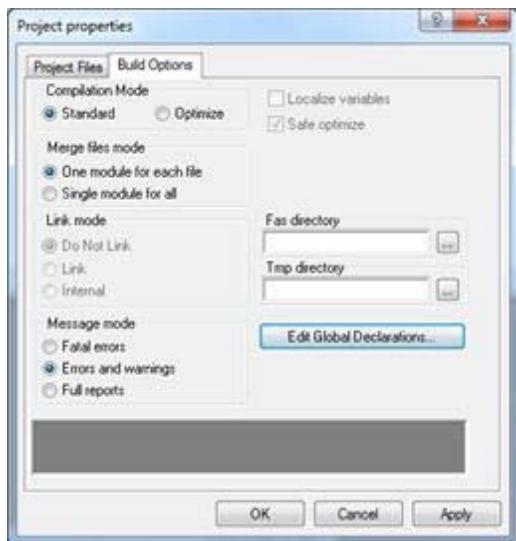 Project properties
Project Files
Build Options
Compilation Mode
Standard
Optimize
Localize variables
Safe optimize
Merge files mode
One module for each file
Single module for all
Link mode
Do Not Link
Link
Internal
Fas directory
...
Tmp directory
...
Message mode
Fatal errors
Errors and warnings
Full reports
Edit Global Declarations...
OK
Cancel
Apply